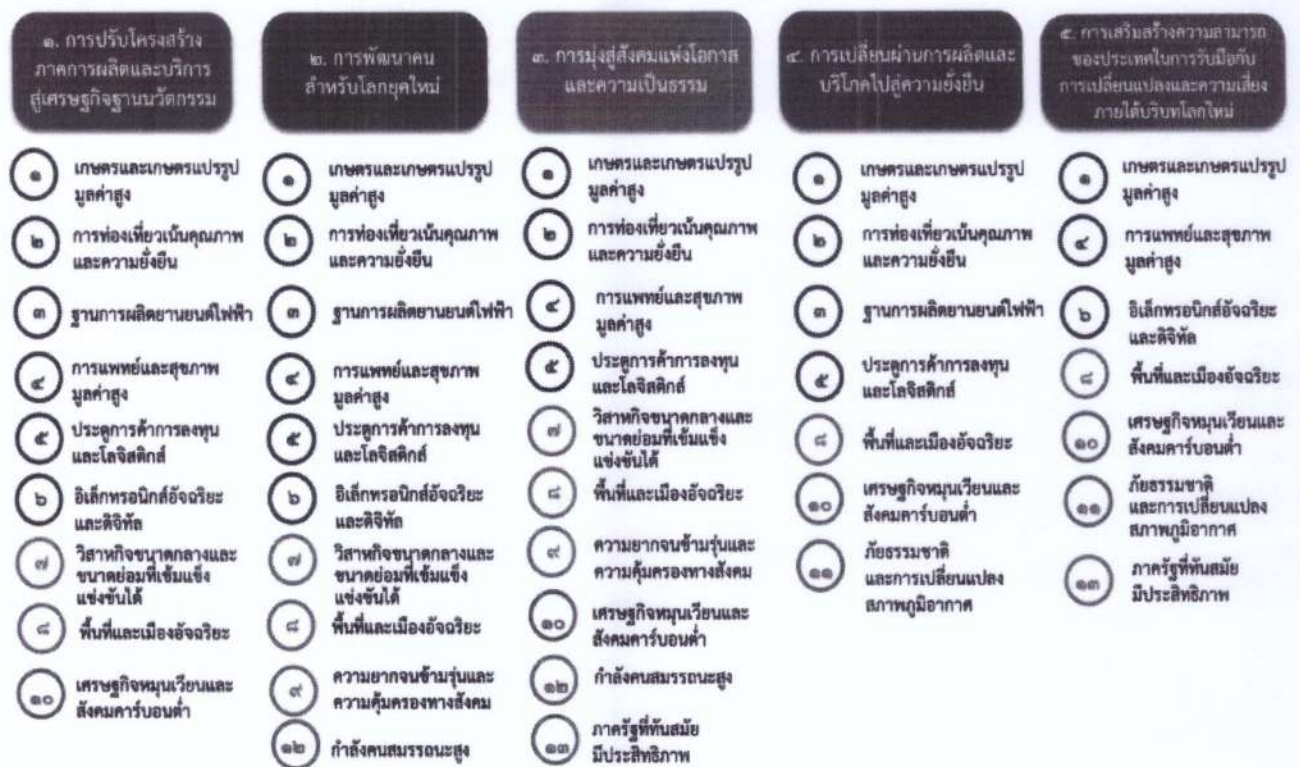 ๑. การปรับโครงสร้าง
ภาคการผลิตและบริการ
สู่เศรษฐกิจฐานนวัตกรรม
๑ เกษตรและเกษตรแปรรูป
มูลค่าสูง
๒ การท่องเที่ยวเน้นคุณภาพ
และความยั่งยืน
๓ ฐานการผลิตยานยนต์ไฟฟ้า
๔ การแพทย์และสุขภาพ
มูลค่าสูง
๕ ประตูการค้าการลงทุน
และโลจิสติกส์
๖ อิเล็กทรอนิกส์อัจฉริยะ
และดิจิทัล
๗ วิสาหกิจขนาดกลางและ
ขนาดย่อมที่เข้มแข็ง
แข่งขันได้
๘ พื้นที่และเมืองอัจฉริยะ
๑๐ เศรษฐกิจหมุนเวียนและ
สังคมคาร์บอนต่ำ
๒. การพัฒนาคน
สำหรับโลกยุคใหม่
๑ เกษตรและเกษตรแปรรูป
มูลค่าสูง
๒ การท่องเที่ยวเน้นคุณภาพ
และความยั่งยืน
๓ ฐานการผลิตยานยนต์ไฟฟ้า
๔ การแพทย์และสุขภาพ
มูลค่าสูง
๕ ประตูการค้าการลงทุน
และโลจิสติกส์
๖ อิเล็กทรอนิกส์อัจฉริยะ
และดิจิทัล
๗ วิสาหกิจขนาดกลางและ
ขนาดย่อมที่เข้มแข็ง
แข่งขันได้
๘ พื้นที่และเมืองอัจฉริยะ
๙ ความยากจนข้ามรุ่นและ
ความคุ้มครองทางสังคม
๑๒ กำลังคนสมรรถนะสูง
๓. การมุ่งสู่สังคมแห่งโอกาส
และความเป็นธรรม
๑ เกษตรและเกษตรแปรรูป
มูลค่าสูง
๒ การท่องเที่ยวเน้นคุณภาพ
และความยั่งยืน
๔ การแพทย์และสุขภาพ
มูลค่าสูง
๕ ประตูการค้าการลงทุน
และโลจิสติกส์
๗ วิสาหกิจขนาดกลางและ
ขนาดย่อมที่เข้มแข็ง
แข่งขันได้
๘ พื้นที่และเมืองอัจฉริยะ
๙ ความยากจนข้ามรุ่นและ
ความคุ้มครองทางสังคม
๑๐ เศรษฐกิจหมุนเวียนและ
สังคมคาร์บอนต่ำ
๑๒ กำลังคนสมรรถนะสูง
๑๓ ภาครัฐที่ทันสมัย
มีประสิทธิภาพ
๔. การเปลี่ยนผ่านการผลิตและ
บริโภคไปสู่ความยั่งยืน
๑ เกษตรและเกษตรแปรรูป
มูลค่าสูง
๒ การท่องเที่ยวเน้นคุณภาพ
และความยั่งยืน
๓ ฐานการผลิตยานยนต์ไฟฟ้า
๕ ประตูการค้าการลงทุน
และโลจิสติกส์
๘ พื้นที่และเมืองอัจฉริยะ
๑๐ เศรษฐกิจหมุนเวียนและ
สังคมคาร์บอนต่ำ
๑๑ ภัยธรรมชาติ
และการเปลี่ยนแปลง
สภาพภูมิอากาศ
๕. การเสริมสร้างความสามารถ
ของประเทศในการรับมือกับ
การเปลี่ยนแปลงและความเสี่ยง
ภายใต้บริบทโลกใหม่
๑ เกษตรและเกษตรแปรรูป
มูลค่าสูง
๔ การแพทย์และสุขภาพ
มูลค่าสูง
๖ อิเล็กทรอนิกส์อัจฉริยะ
และดิจิทัล
๘ พื้นที่และเมืองอัจฉริยะ
๑๐ เศรษฐกิจหมุนเวียนและ
สังคมคาร์บอนต่ำ
๑๑ ภัยธรรมชาติ
และการเปลี่ยนแปลง
สภาพภูมิอากาศ
๑๓ ภาครัฐที่ทันสมัย
มีประสิทธิภาพ